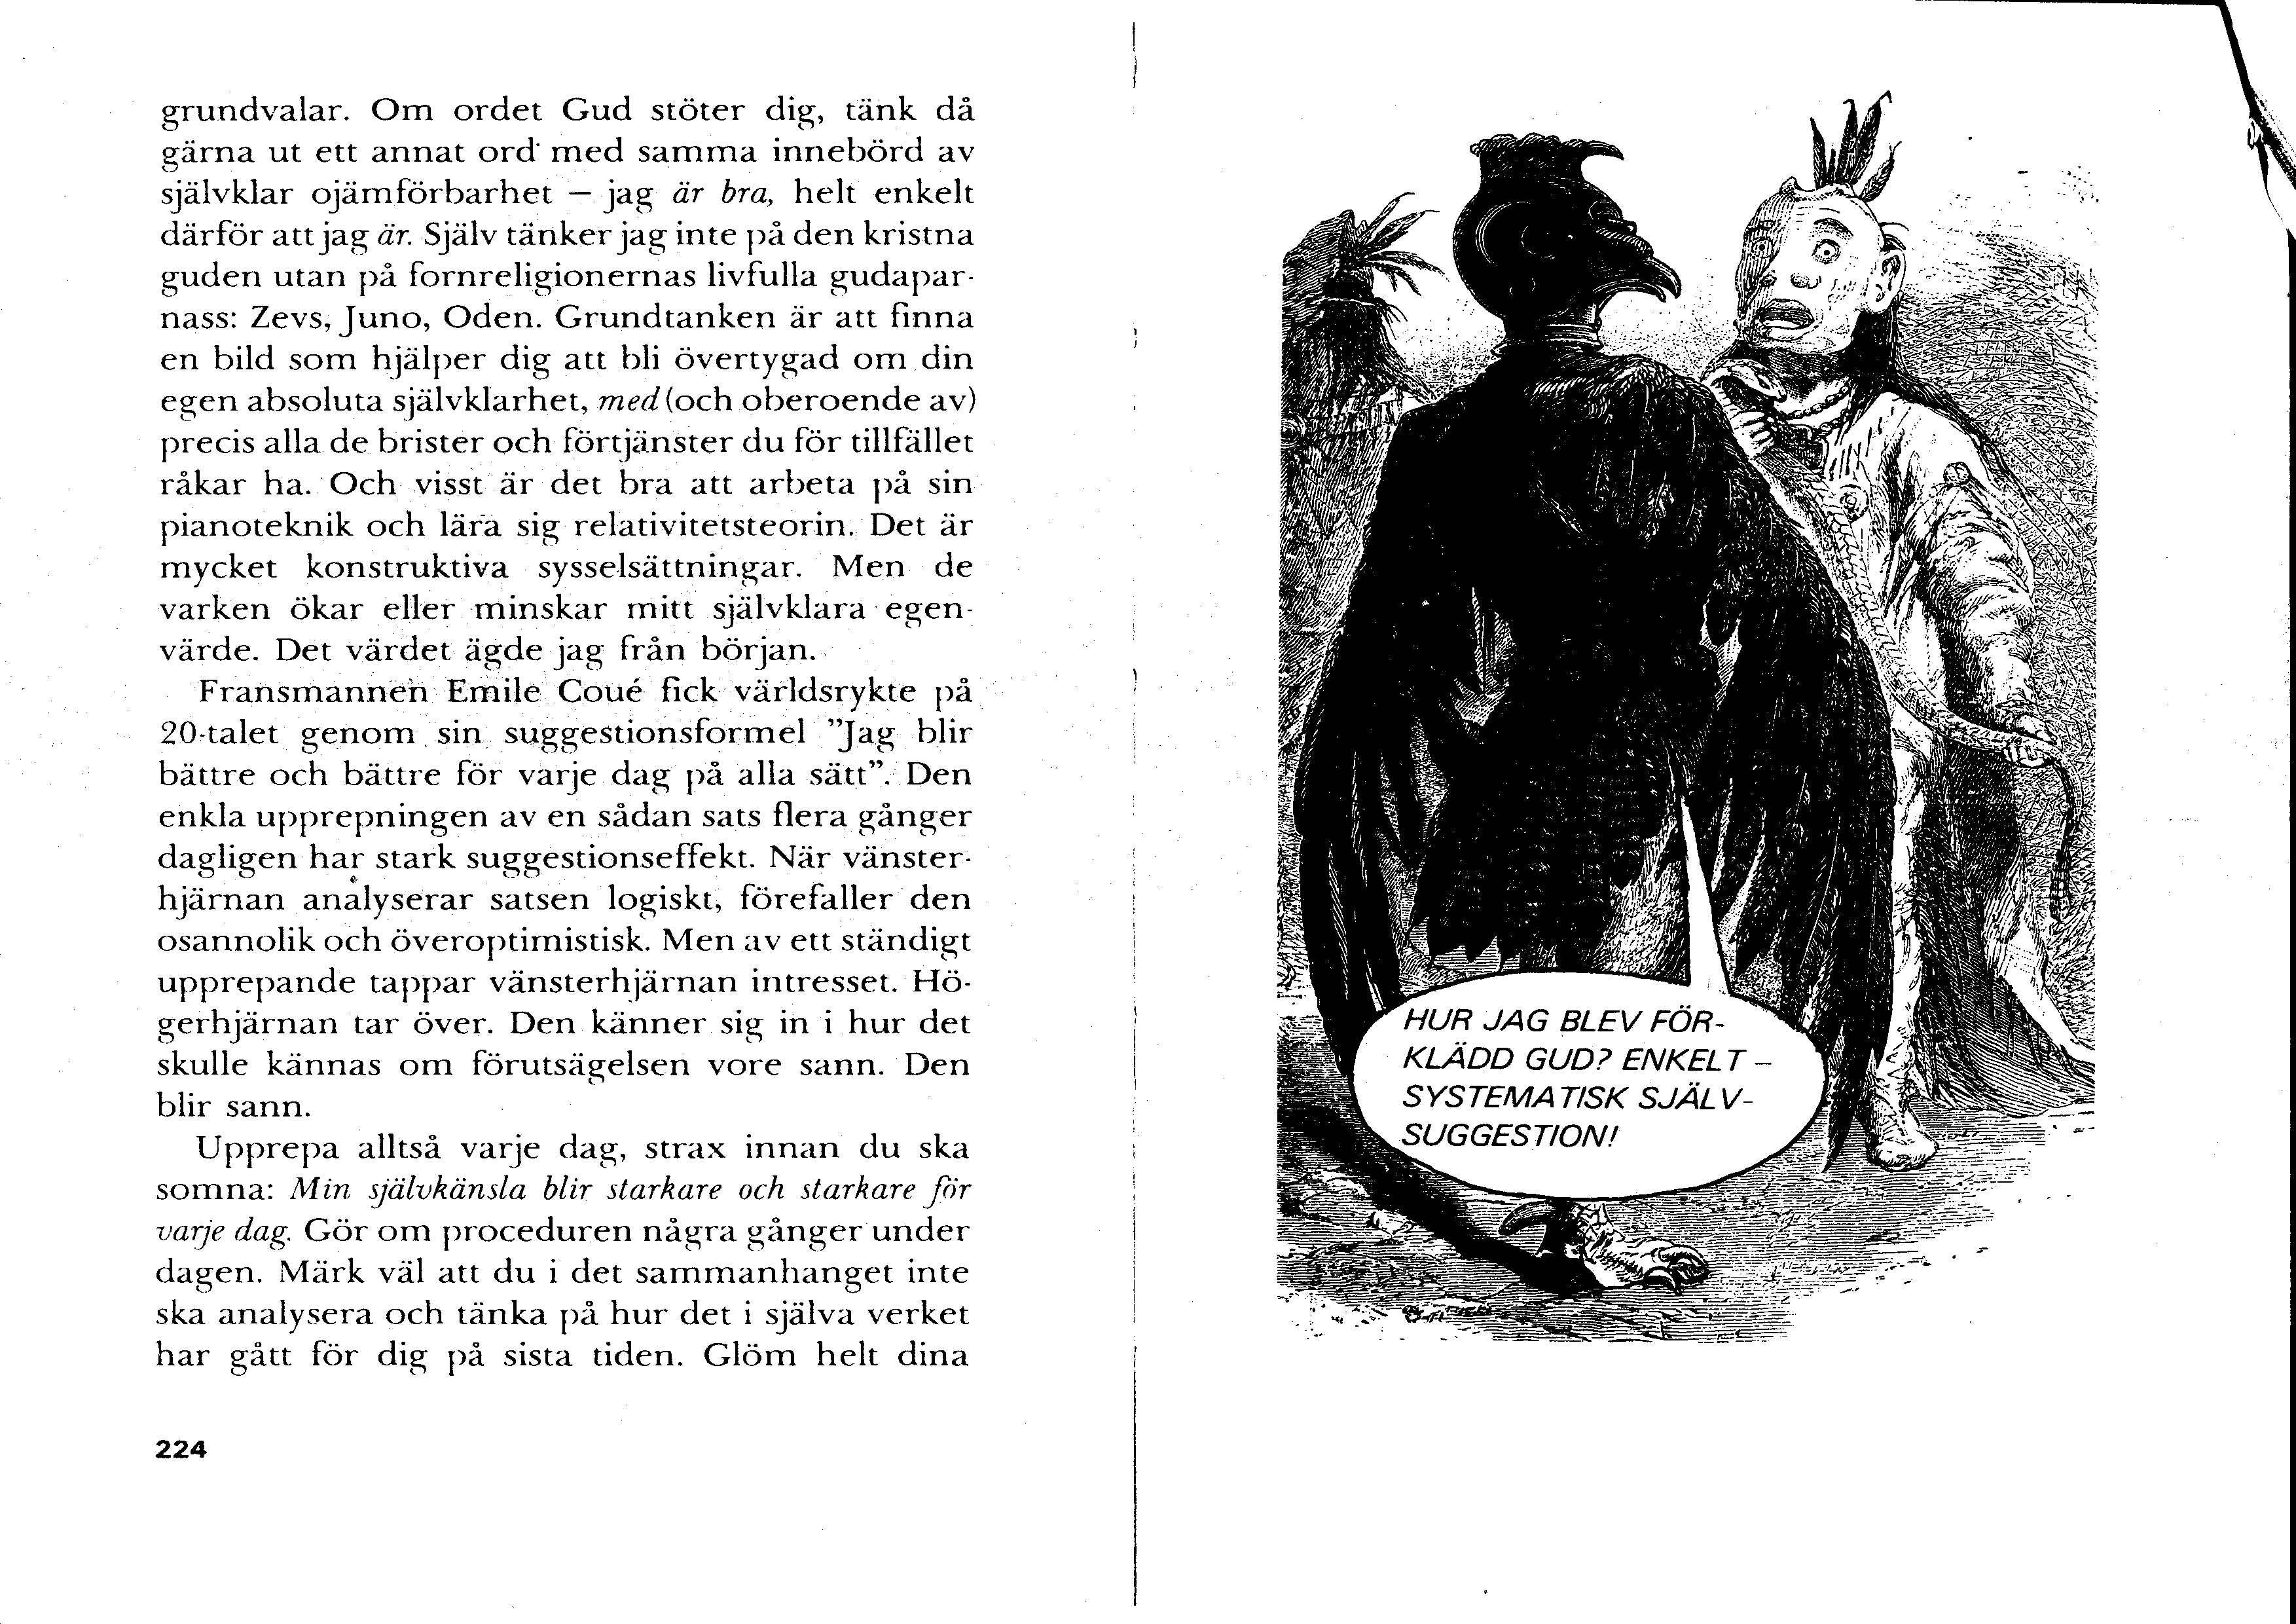 grundvalar. Om ordet Gud stöter dig, tänk då
gärna ut ett annat ord med samma innebörd av
självklar ojämförbarhet — jag är bra, helt enkelt
därför att jag är. Själv tänker jag inte på den kristna
guden utan på fornreligionernas livfulla gudapar-
nass: Zevs, Juno, Oden. Grundtanken är att finna
en bild som hjälper dig att bli övertygad om din
egen absoluta självklarhet, med (och oberoende av)
precis alla de brister och förtjänster du för tillfället
råkar ha. Och visst är det bra att arbeta på sin
pianoteknik och lära sig relativitetsteorin. Det är
mycket konstruktiva sysselsättningar. Men de
varken ökar eller minskar mitt självklara egen-
värde. Det värdet ägde jag från början.
Fransmannen Emile Coué fick världsrykte på
20-talet genom sin suggestionsformel ”Jag blir
bättre och bättre för varje dag på alla sätt”. Den
enkla upprepningen av en sådan sats flera gånger
dagligen har stark suggestionseffekt. När vänster-
hjärnan analyserar satsen logiskt, förefaller den
osannolik och överoptimistisk. Men av ett ständigt
upprepande tappar vänsterhjärnan intresset. Hö-
gerhjärnan tar över. Den känner sig in i hur det
skulle kännas om förutsägelsen vore sann. Den
blir sann.
Upprepa alltså varje dag, strax innan du ska
somna: Min självkänsla blir starkare och starkare för
varje dag. Gör om proceduren några gånger under
dagen. Märk väl att du i det sammanhanget inte
ska analysera och tänka på hur det i själva verket
har gått för dig på sista tiden. Glöm helt dina
224
HUR JAG BLEV FÖR-
KLÄDD GUD? ENKELT –
SYSTEMATISK SJÄLV-
SUGGESTION!